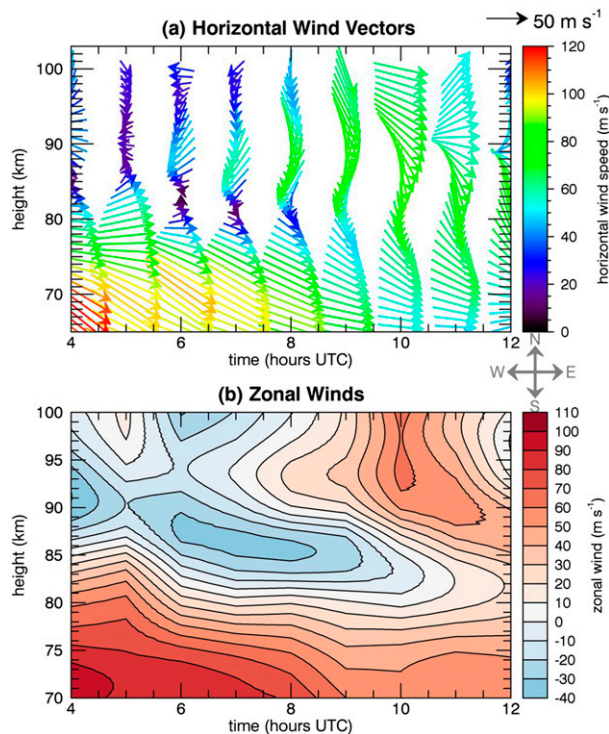 50 m s⁻¹
(a) Horizontal Wind Vectors
100
90
80
70
height (km)
4 6 8 10 12
time (hours UTC)
120
100
80
60
40
20
0
horizontal wind speed (m s⁻¹)
N
W E
S
(b) Zonal Winds
100
95
90
85
80
75
70
height (km)
4 6 8 10 12
time (hours UTC)
110
100
90
80
70
60
50
40
30
20
10
0
-10
-20
-30
-40
zonal wind (m s⁻¹)